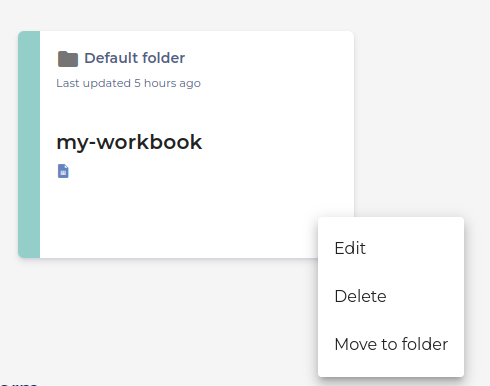 Default folder
Last updated 5 hours ago
my-workbook
Edit
Delete
Move to folder